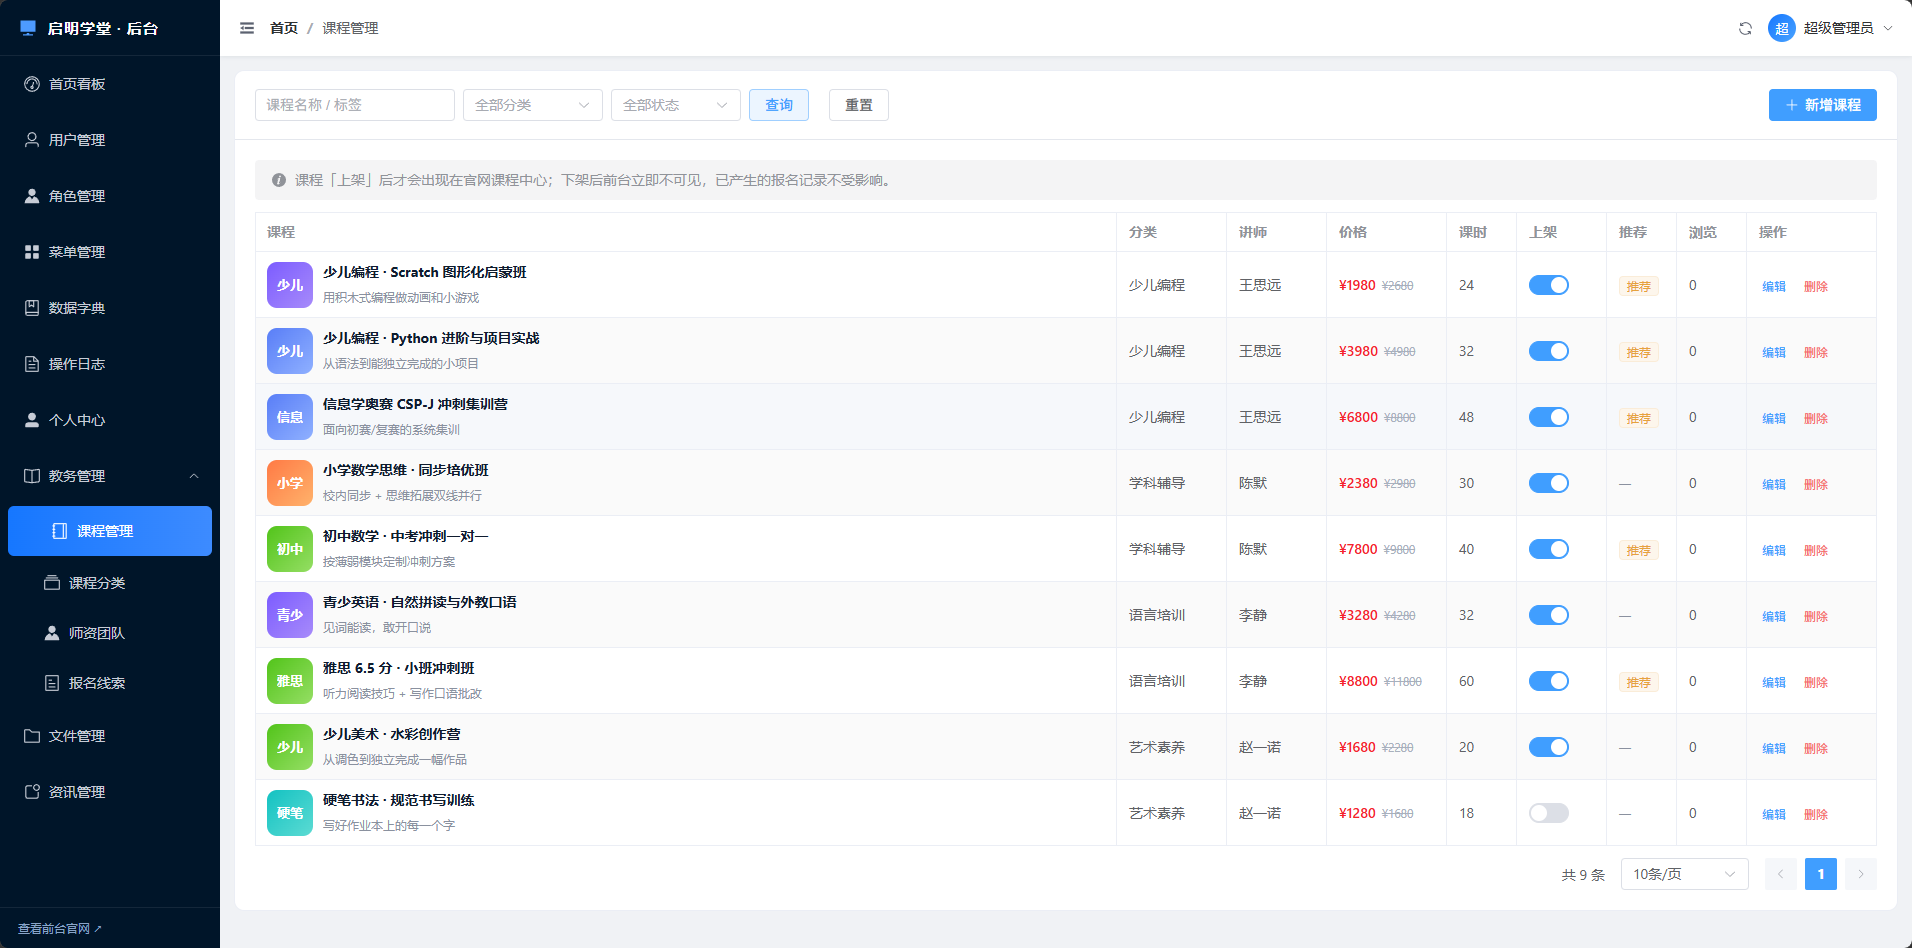 启明学堂 · 后台
首页看板
用户管理
角色管理
菜单管理
数据字典
操作日志
个人中心
教务管理
课程管理
课程分类
师资团队
报名线索
文件管理
资讯管理
查看前台官网 ↗
首页 / 课程管理
超 超级管理员
课程名称 / 标签 全部分类 全部状态 查询 重置 + 新增课程
课程「上架」后才会出现在官网课程中心；下架后前台立即不可见，已产生的报名记录不受影响。
课程 分类 讲师 价格 课时 上架 推荐 浏览 操作
少儿 少儿编程 · Scratch 图形化启蒙班 少儿编程 王思远 ¥1980 ¥2680 24 推荐 0 编辑 删除
用积木式编程做动画和小游戏
少儿 少儿编程 · Python 进阶与项目实战 少儿编程 王思远 ¥3980 ¥4980 32 推荐 0 编辑 删除
从语法到能独立完成的小项目
信息 信息学奥赛 CSP-J 冲刺集训营 少儿编程 王思远 ¥6800 ¥8800 48 推荐 0 编辑 删除
面向初赛/复赛的系统集训
小学 小学数学思维 · 同步培优班 学科辅导 陈默 ¥2380 ¥2980 30 — 0 编辑 删除
校内同步 + 思维拓展双线并行
初中 初中数学 · 中考冲刺一对一 学科辅导 陈默 ¥7800 ¥9800 40 推荐 0 编辑 删除
按薄弱模块定制冲刺方案
青少 青少英语 · 自然拼读与外教口语 语言培训 李静 ¥3280 ¥4280 32 — 0 编辑 删除
见词能读，敢开口说
雅思 雅思 6.5 分 · 小班冲刺班 语言培训 李静 ¥8800 ¥11800 60 推荐 0 编辑 删除
听力阅读技巧 + 写作口语批改
少儿 少儿美术 · 水彩创作营 艺术素养 赵一诺 ¥1680 ¥2280 20 — 0 编辑 删除
从调色到独立完成一幅作品
硬笔 硬笔书法 · 规范书写训练 艺术素养 赵一诺 ¥1280 ¥1680 18 — 0 编辑 删除
写好作业本上的每一个字
共 9 条 10条/页 1